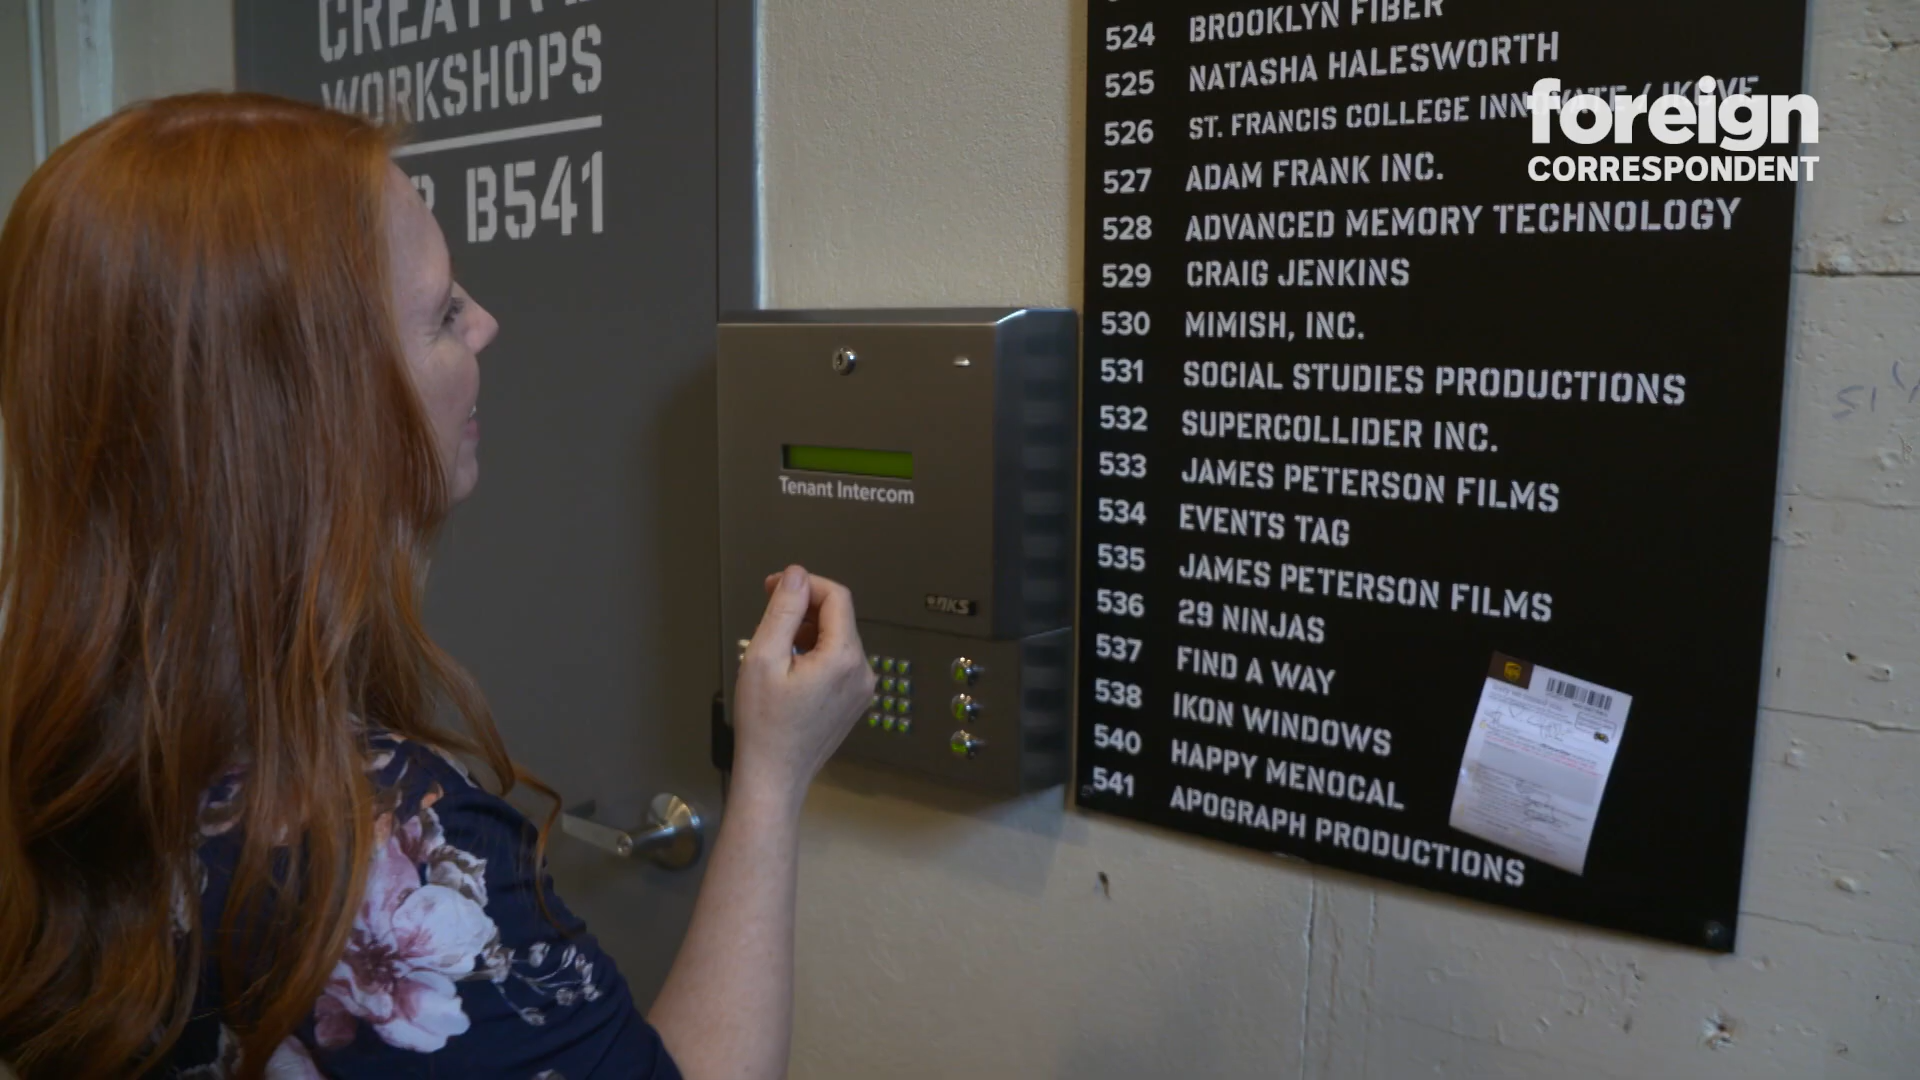 CREATIVE
WORKSHOPS
B541
Tenant Intercom
DKS
524 BROOKLYN FIBER
525 NATASHA HALESWORTH
526 ST. FRANCIS COLLEGE INNOVATE /
527 ADAM FRANK INC.
528 ADVANCED MEMORY TECHNOLOGY
529 CRAIG JENKINS
530 MIMISH, INC.
531 SOCIAL STUDIES PRODUCTIONS
532 SUPERCOLLIDER INC.
533 JAMES PETERSON FILMS
534 EVENTS TAG
535 JAMES PETERSON FILMS
536 29 NINJAS
537 FIND A WAY
538 IKON WINDOWS
540 HAPPY MENOCAL
541 APOGRAPH PRODUCTIONS
foreign
CORRESPONDENT